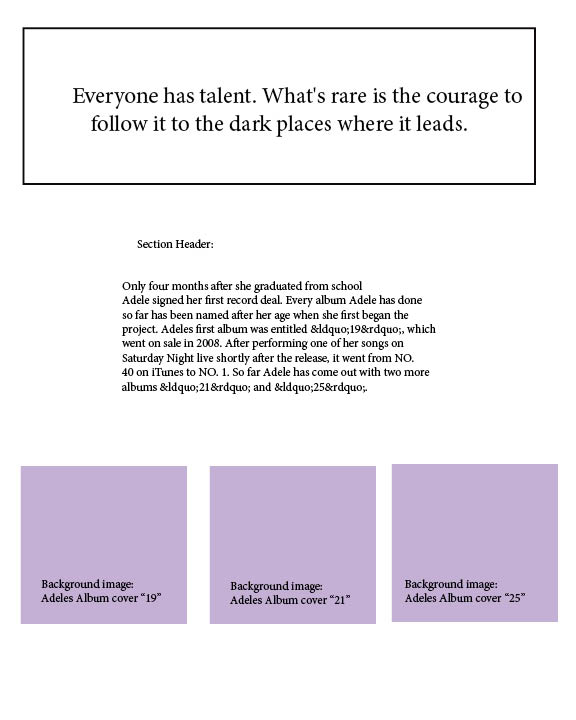 Everyone has talent. What's rare is the courage to
follow it to the dark places where it leads.
Section Header:
Only four months after she graduated from school
Adele signed her first record deal. Every album Adele has done
so far has been named after her age when she first began the
project. Adeles first album was entitled &ldquo;19&rdquo;, which
went on sale in 2008. After performing one of her songs on
Saturday Night live shortly after the release, it went from NO.
40 on iTunes to NO. 1. So far Adele has come out with two more
albums &ldquo;21&rdquo; and &ldquo;25&rdquo;.
Background image:
Adeles Album cover “19”
Background image:
Adeles Album cover “21”
Background image:
Adeles Album cover “25”